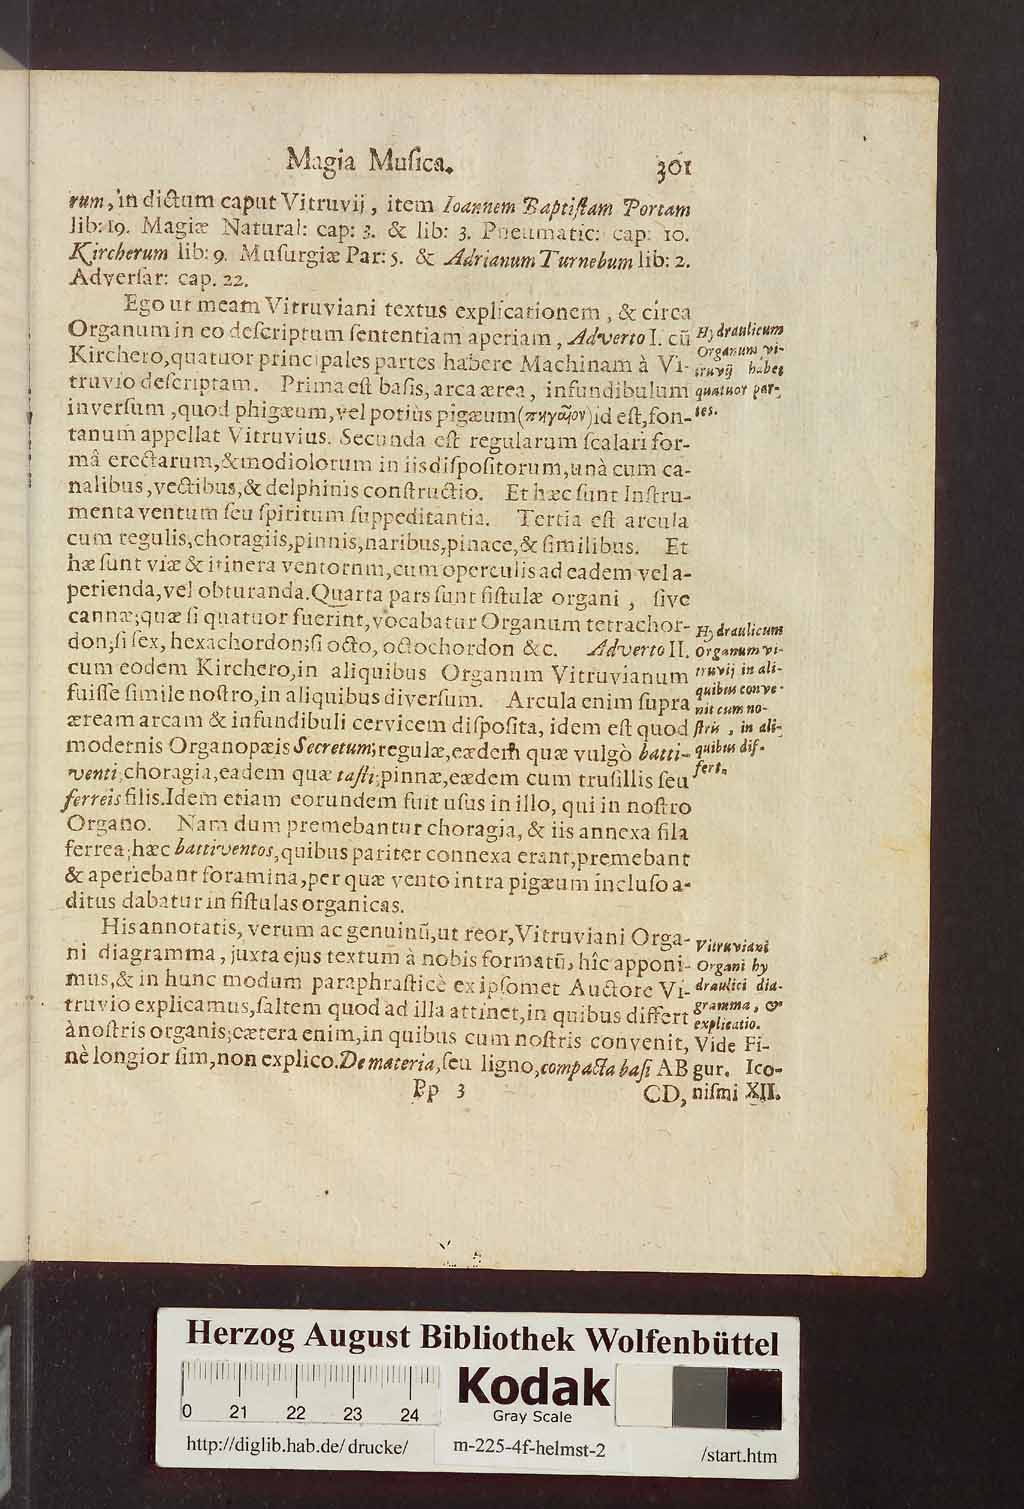 Magia Muſica. 301
rum, in dictum caput Vitruvij, item Ioannem Baptiſtam Portam
lib: 19. Magiæ Natural: cap: 3. & lib: 3. Pneumatic: cap: 10.
Kircherum lib: 9. Muſurgiæ Par: 5. & Adrianum Turnebum lib: 2.
Adverſar: cap. 22.
Ego ut meam Vitruviani textus explicationem, & circa
Organum in eo deſcriptum ſententiam aperiam, Adverto I. cũ
Kirchero, quatuor principales partes habere Machinam à Vi-
truvio deſcriptam. Prima eſt baſis, arca ærea, infundibulum
inverſum, quod phigæum, vel potius pigæum (πηγαῖον) id eſt, fon-
tanum appellat Vitruvius. Secunda eſt regularum ſcalari for-
mâ erectarum, & modiolorum in iis diſpoſitorum, unà cum ca-
nalibus, vectibus, & delphinis conſtructio. Et hæc ſunt Inſtru-
menta ventum ſeu ſpiritum ſuppeditantia. Tertia eſt arcula
cum regulis, choragiis, pinnis, naribus, pinace, & ſimilibus. Et
hæ ſunt viæ & itinera ventorum, cum operculis ad eadem vel a-
perienda, vel obturanda. Quarta pars ſunt fiſtulæ organi, ſive
cannæ; quæ ſi quatuor fuerint, vocabatur Organum tetrachor-
don; ſi ſex, hexachordon; ſi octo, octochordon &c. Adverto II.
cum eodem Kirchero, in aliquibus Organum Vitruvianum
fuiſſe ſimile noſtro, in aliquibus diverſum. Arcula enim ſupra
æream arcam & infundibuli cervicem diſpoſita, idem eſt quod
modernis Organopæis Secretum; regulæ, eædem quæ vulgò batti-
venti; choragia, eadem quæ taſti; pinnæ, eædem cum truſillis ſeu
ferreis filis. Idem etiam eorundem fuit uſus in illo, qui in noſtro
Organo. Nam dum premebantur choragia, & iis annexa fila
ferrea; hæc battiventos, quibus pariter connexa erant, premebant
& aperiebant foramina, per quæ vento intra pigæum incluſo a-
ditus dabatur in fiſtulas organicas.
His annotatis, verum ac genuinũ, ut reor, Vitruviani Orga-
ni diagramma, juxta ejus textum à nobis formatũ, hîc apponi-
mus, & in hunc modum paraphraſticè ex ipſomet Auctore Vi-
truvio explicamus, ſaltem quod ad illa attinet, in quibus differt
à noſtris organis; cætera enim, in quibus cum noſtris convenit,
nè longior ſim, non explico. De materia, ſeu ligno, compacta baſi AB
Pp 3 CD,
Hydraulicum
Organum vi-
truvij habet
quatuor par-
tes.
Hydraulicum
Organum vi-
truvij in ali-
quibus conve-
nit cum no-
ſtris, in ali-
quibus dif-
fert.
Vitruviani
Organi hy
draulici dia-
gramma, &
explicatio.
Vide Fi-
gur. Ico-
niſmi XII.
Herzog August Bibliothek Wolfenbüttel
0 21 22 23 24
Kodak
Gray Scale
http://diglib.hab.de/drucke/ m-225-4f-helmst-2 /start.htm